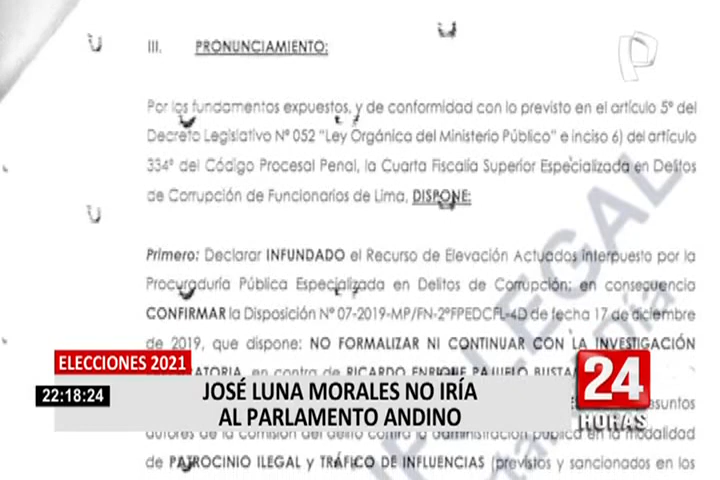 III. PRONUNCIAMIENTO:
Por los fundamentos expuestos, y de conformidad con lo previsto en el artículo 5º del
Decreto Legislativo Nº 052 "Ley Orgánica del Ministerio Público" e inciso 6) del artículo
334º del Código Procesal Penal, la Cuarta Fiscalía Superior Especializada en Delitos
de Corrupción de Funcionarios de Lima, DISPONE:
Primero: Declarar INFUNDADO el Recurso de Elevación Actuados interpuesto por la
Procuraduría Pública Especializada en Delitos de Corrupción; en consecuencia
CONFIRMAR la Disposición Nº 07-2019-MP/FN-2ºFPEDCFL-4D de fecha 17 de diciembre
de 2019, que dispone: NO FORMALIZAR NI CONTINUAR CON LA INVESTIGACIÓN
en contra de RICARDO ENRIQUE PAJUELO
ELECCIONES 2021
22:18:24
JOSÉ LUNA MORALES NO IRÍA
AL PARLAMENTO ANDINO
24
HORAS
autores de la comisión del delito contra la administración pública en la modalidad
de PATROCINIO ILEGAL y TRÁFICO DE INFLUENCIAS (previstos y sancionados en los